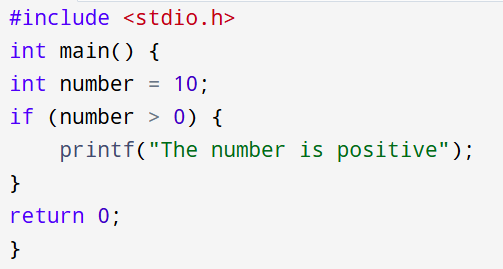 #include <stdio.h>
int main() {
int number = 10;
if (number > 0) {
    printf("The number is positive");
}
return 0;
}